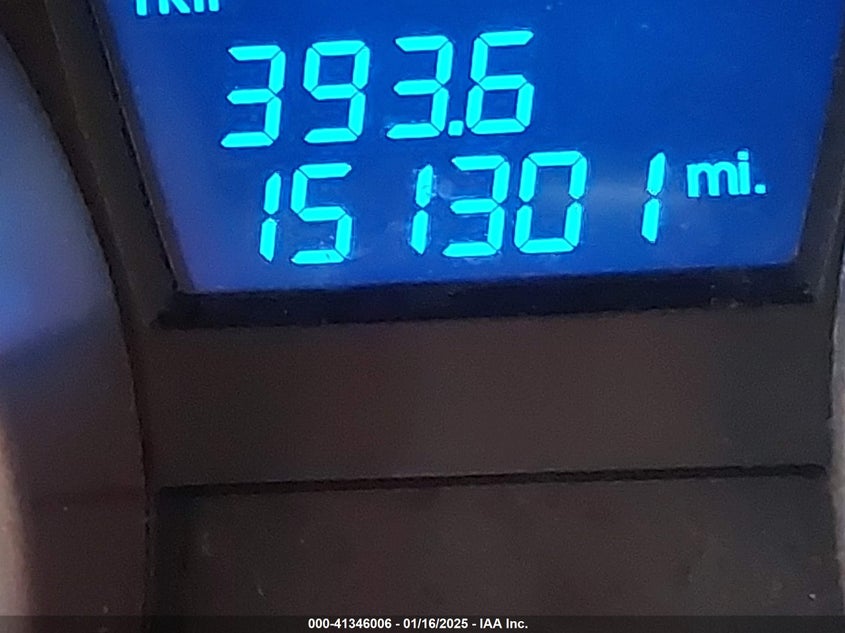 393.6
151301 mi.
000-41346006 - 01/16/2025 - IAA Inc.